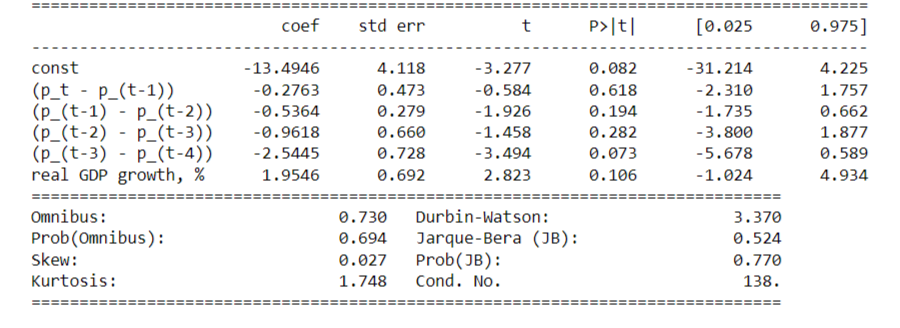 ==============================================================================
coef std err t P>|t| [0.025 0.975]
------------------------------------------------------------------------------
const -13.4946 4.118 -3.277 0.082 -31.214 4.225
(p_t - p_(t-1)) -0.2763 0.473 -0.584 0.618 -2.310 1.757
(p_(t-1) - p_(t-2)) -0.5364 0.279 -1.926 0.194 -1.735 0.662
(p_(t-2) - p_(t-3)) -0.9618 0.660 -1.458 0.282 -3.800 1.877
(p_(t-3) - p_(t-4)) -2.5445 0.728 -3.494 0.073 -5.678 0.589
real GDP growth, % 1.9546 0.692 2.823 0.106 -1.024 4.934
==============================================================================
Omnibus: 0.730 Durbin-Watson: 3.370
Prob(Omnibus): 0.694 Jarque-Bera (JB): 0.524
Skew: 0.027 Prob(JB): 0.770
Kurtosis: 1.748 Cond. No. 138.
==============================================================================